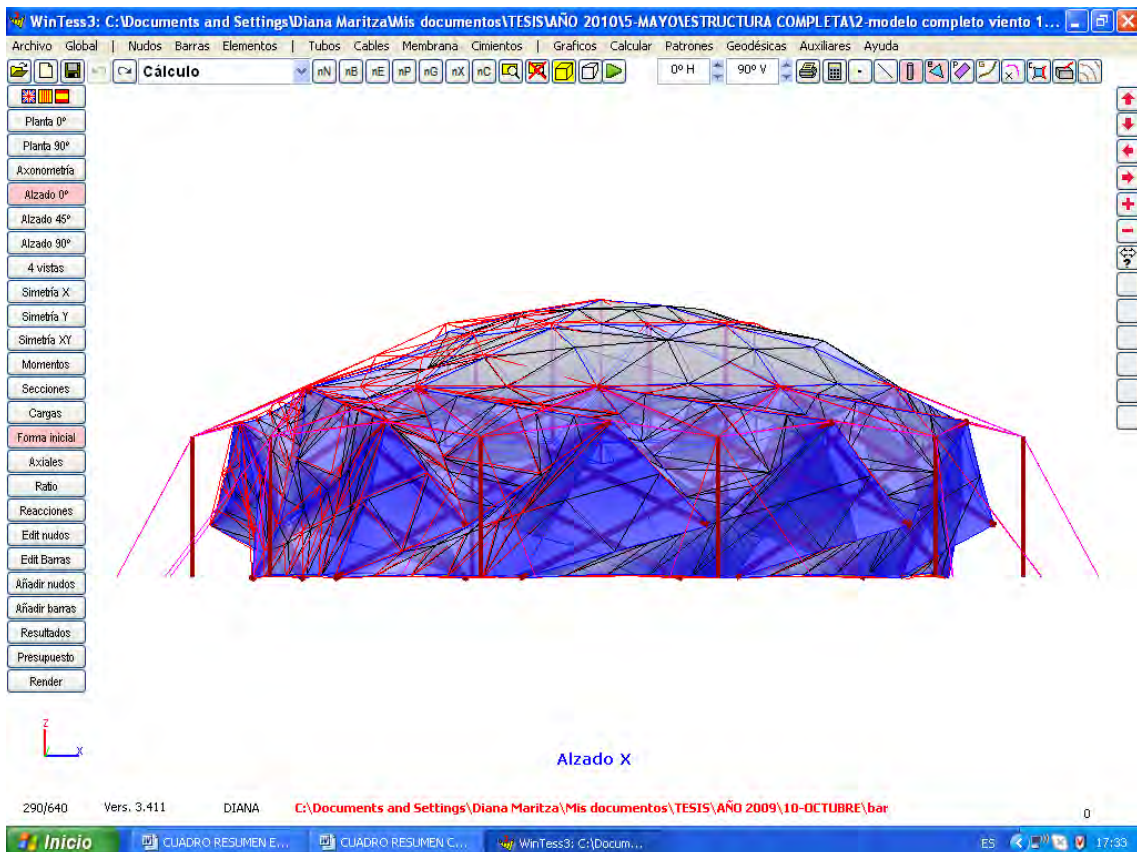 WinTess3: C:\Documents and Settings\Diana Maritza\Mis documentos\TESIS\AÑO 2010\5-MAYO\ESTRUCTURA COMPLETA\2-modelo completo viento 1...
Archivo Global | Nudos Barras Elementos | Tubos Cables Membrana Cimientos | Graficos Calcular Patrones Geodésicas Auxiliares Ayuda
Cálculo nN nB nE nP nG nX nC 0º H 90º V
Planta 0º
Planta 90º
Axonometría
Alzado 0º
Alzado 45º
Alzado 90º
4 vistas
Simetría X
Simetría Y
Simetría XY
Momentos
Secciones
Cargas
Forma inicial
Axiales
Ratio
Reacciones
Edit nudos
Edit Barras
Añadir nudos
Añadir barras
Resultados
Presupuesto
Render
?
Z
X
Alzado X
290/640 Vers. 3.411 DIANA C:\Documents and Settings\Diana Maritza\Mis documentos\TESIS\AÑO 2009\10-OCTUBRE\bar 0
Inicio CUADRO RESUMEN E... CUADRO RESUMEN C... WinTess3: C:\Docum... ES 17:33